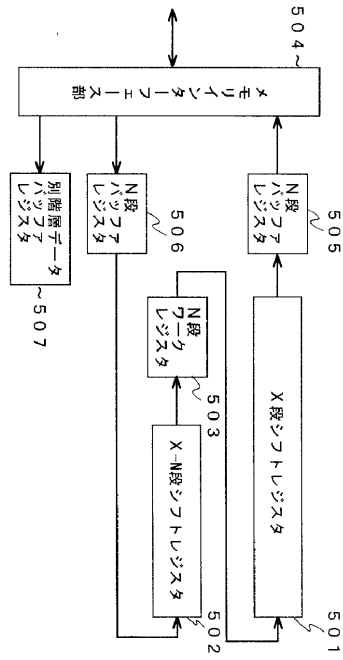 504
メモリインターフェース部
N段
バッファ
レジスタ
505
X段シフトレジスタ
501
N段
バッファ
レジスタ
506
N段
ワーク
レジスタ
503
X-N段シフトレジスタ
502
別階層データ
バッファ
レジスタ
507